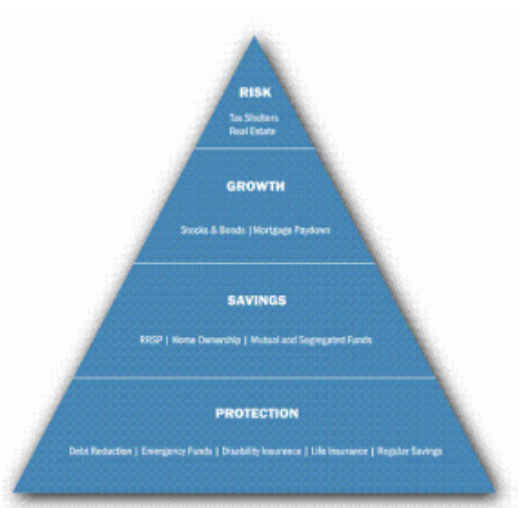 RISK
Tax Shelters
Real Estate
GROWTH
Stocks & Bonds | Mortgage Paydown
SAVINGS
RRSP | Home Ownership | Mutual and Segregated Funds
PROTECTION
Debt Reduction | Emergency Funds | Disability Insurance | Life Insurance | Regular Savings